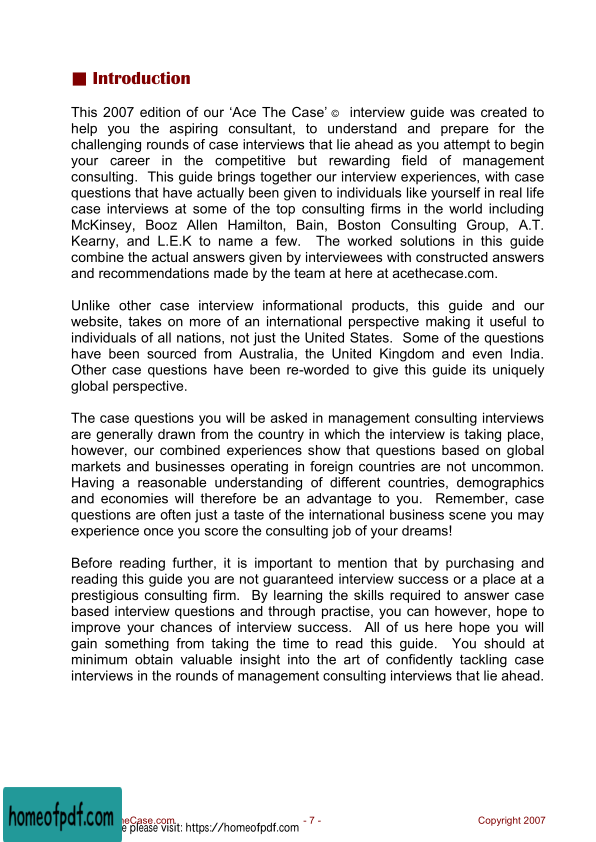 Introduction
This 2007 edition of our ‘Ace The Case’ © interview guide was created to
help you the aspiring consultant, to understand and prepare for the
challenging rounds of case interviews that lie ahead as you attempt to begin
your career in the competitive but rewarding field of management
consulting. This guide brings together our interview experiences, with case
questions that have actually been given to individuals like yourself in real life
case interviews at some of the top consulting firms in the world including
McKinsey, Booz Allen Hamilton, Bain, Boston Consulting Group, A.T.
Kearny, and L.E.K to name a few. The worked solutions in this guide
combine the actual answers given by interviewees with constructed answers
and recommendations made by the team at here at acethecase.com.
Unlike other case interview informational products, this guide and our
website, takes on more of an international perspective making it useful to
individuals of all nations, not just the United States. Some of the questions
have been sourced from Australia, the United Kingdom and even India.
Other case questions have been re-worded to give this guide its uniquely
global perspective.
The case questions you will be asked in management consulting interviews
are generally drawn from the country in which the interview is taking place,
however, our combined experiences show that questions based on global
markets and businesses operating in foreign countries are not uncommon.
Having a reasonable understanding of different countries, demographics
and economies will therefore be an advantage to you. Remember, case
questions are often just a taste of the international business scene you may
experience once you score the consulting job of your dreams!
Before reading further, it is important to mention that by purchasing and
reading this guide you are not guaranteed interview success or a place at a
prestigious consulting firm. By learning the skills required to answer case
based interview questions and through practise, you can however, hope to
improve your chances of interview success. All of us here hope you will
gain something from taking the time to read this guide. You should at
minimum obtain valuable insight into the art of confidently tackling case
interviews in the rounds of management consulting interviews that lie ahead.
homeofpdf.com
heCase.com - 7 - Copyright 2007
e please visit: https://homeofpdf.com